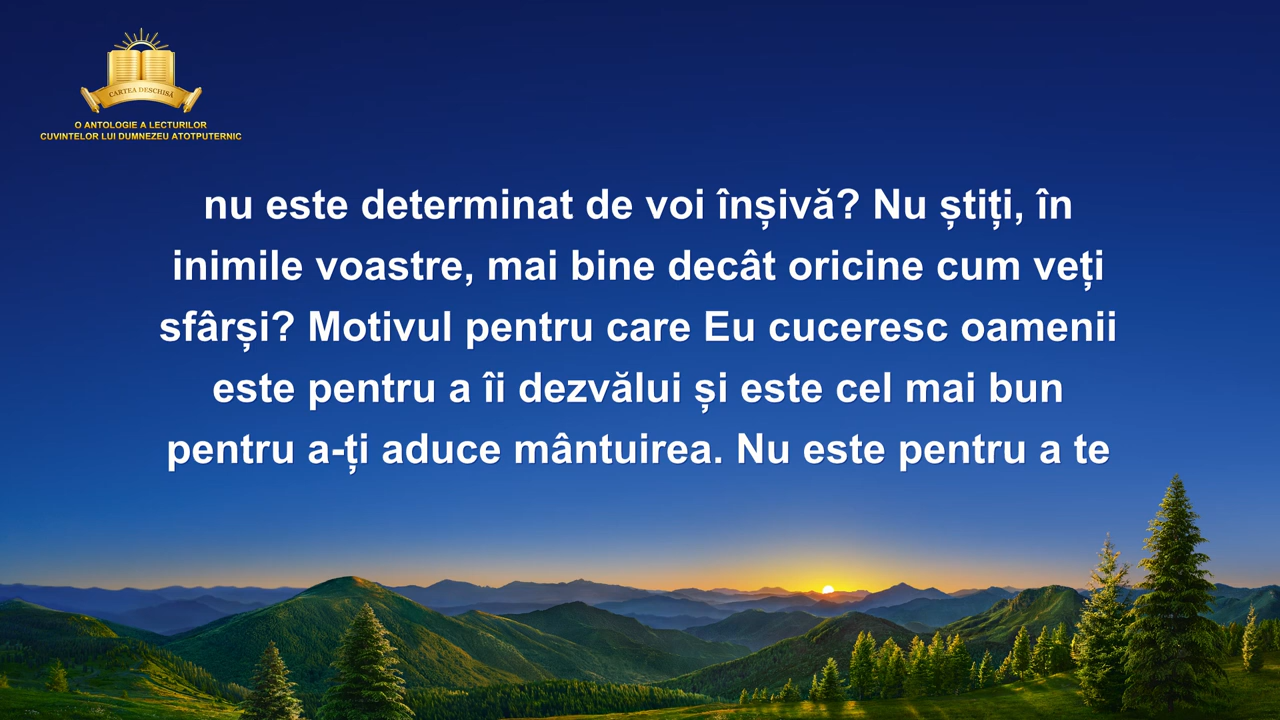 CARTEA DESCHISĂ
O ANTOLOGIE A LECTURILOR
CUVINTELOR LUI DUMNEZEU ATOTPUTERNIC
nu este determinat de voi înșivă? Nu știți, în
inimile voastre, mai bine decât oricine cum veți
sfârși? Motivul pentru care Eu cuceresc oamenii
este pentru a îi dezvălui și este cel mai bun
pentru a-ți aduce mântuirea. Nu este pentru a te